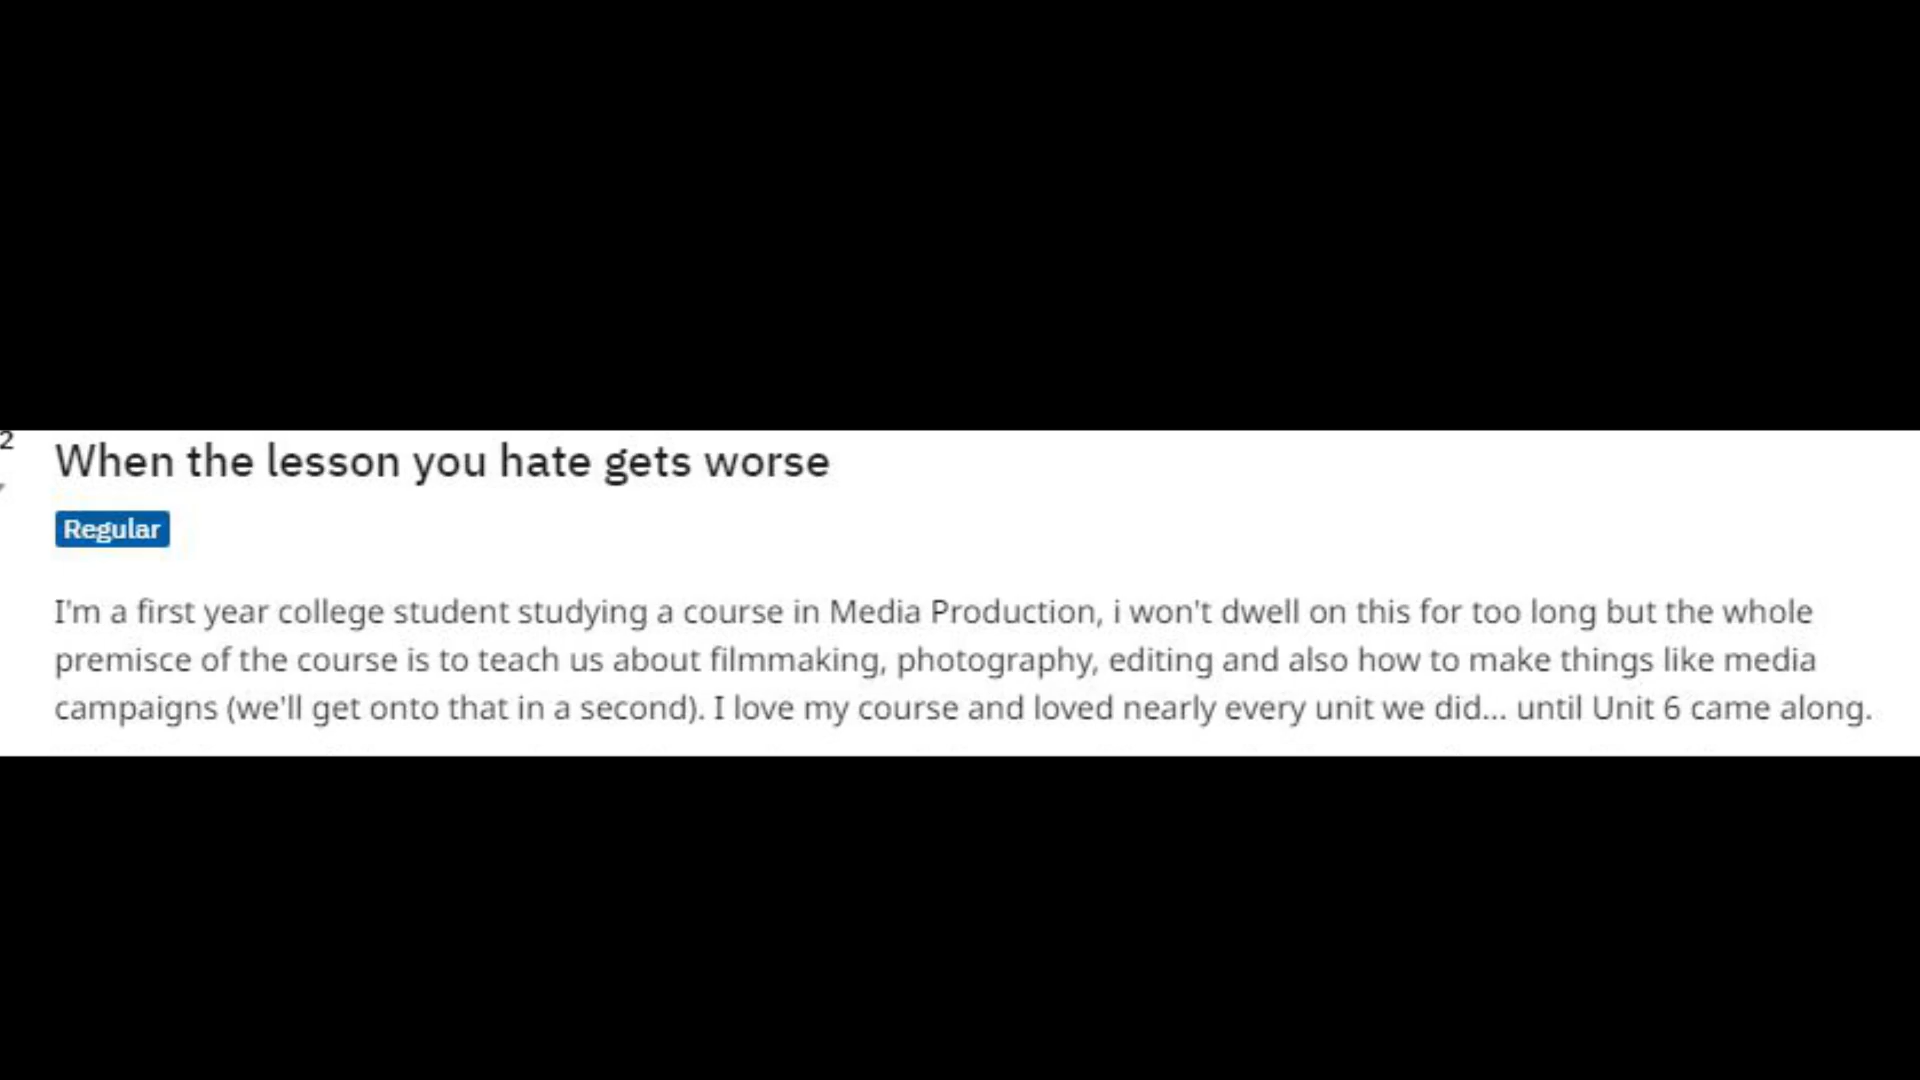 2
When the lesson you hate gets worse
Regular
I'm a first year college student studying a course in Media Production, i won't dwell on this for too long but the whole
premisce of the course is to teach us about filmmaking, photography, editing and also how to make things like media
campaigns (we'll get onto that in a second). I love my course and loved nearly every unit we did... until Unit 6 came along.